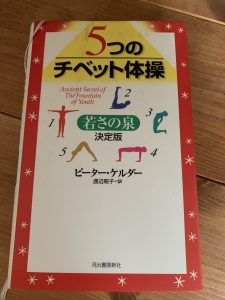 5つの
チベット体操
Ancient Secret of
The Fountain
of Youth
2
1
若さの泉
3
決定版
5
4
ピーター・ケルダー
渡辺昭子=訳
河出書房新社